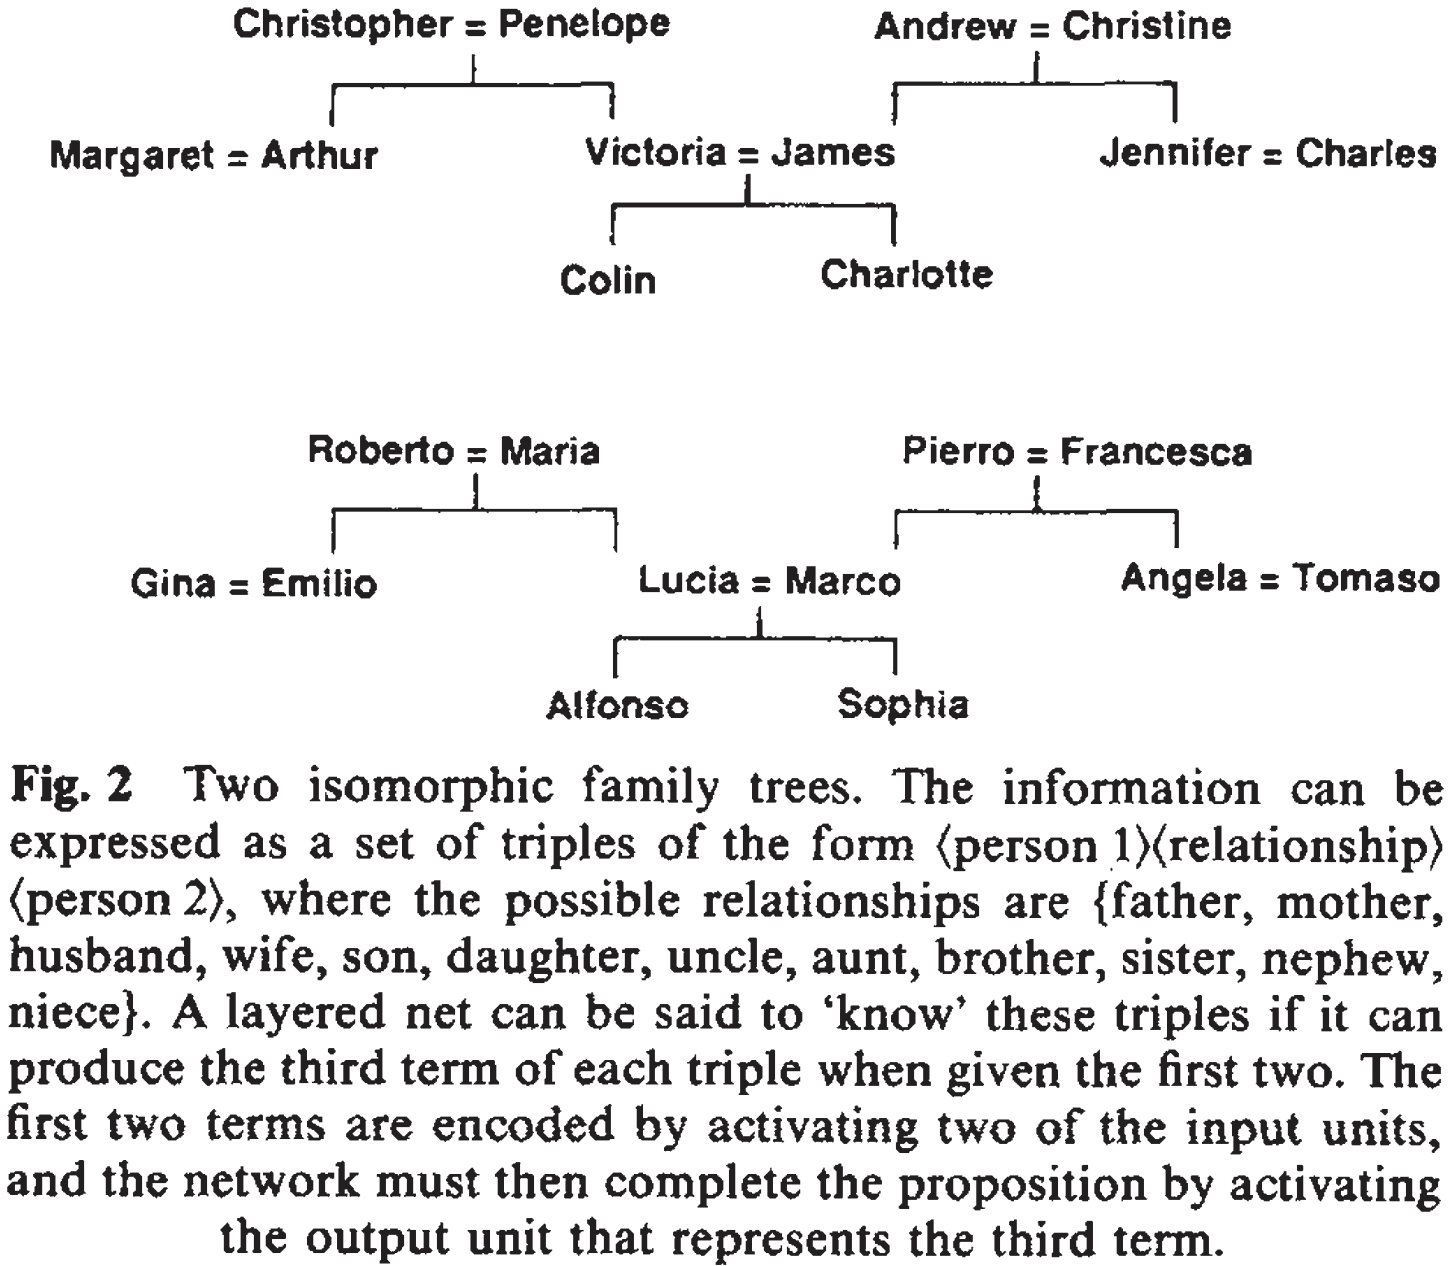 Christopher = Penelope Andrew = Christine
Margaret = Arthur Victoria = James Jennifer = Charles
Colin Charlotte
Roberto = Maria Pierro = Francesca
Gina = Emilio Lucia = Marco Angela = Tomaso
Alfonso Sophia
Fig. 2 Two isomorphic family trees. The information can be
expressed as a set of triples of the form ⟨person 1⟩⟨relationship⟩
⟨person 2⟩, where the possible relationships are {father, mother,
husband, wife, son, daughter, uncle, aunt, brother, sister, nephew,
niece}. A layered net can be said to ‘know’ these triples if it can
produce the third term of each triple when given the first two. The
first two terms are encoded by activating two of the input units,
and the network must then complete the proposition by activating
the output unit that represents the third term.